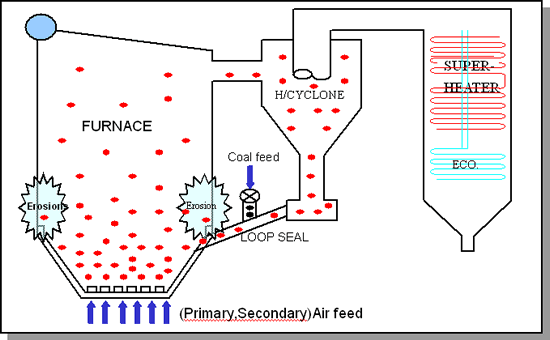 SUPER-
HEATER
H/CYCLONE
FURNACE
Coal feed
ECO.
Erosion
Erosion
LOOP SEAL
(Primary,Secondary)Air feed